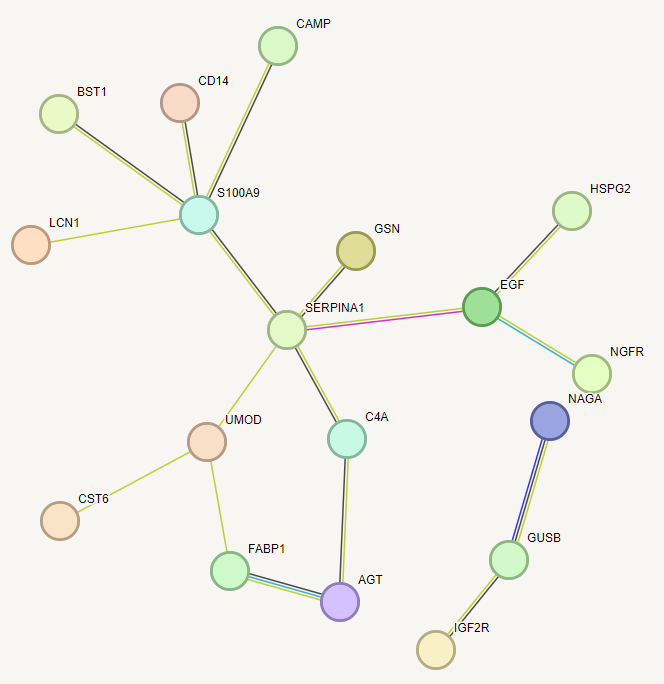 CAMP
CD14
BST1
S100A9
HSPG2
LCN1
GSN
EGF
SERPINA1
NGFR
NAGA
C4A
UMOD
CST6
GUSB
FABP1
AGT
IGF2R